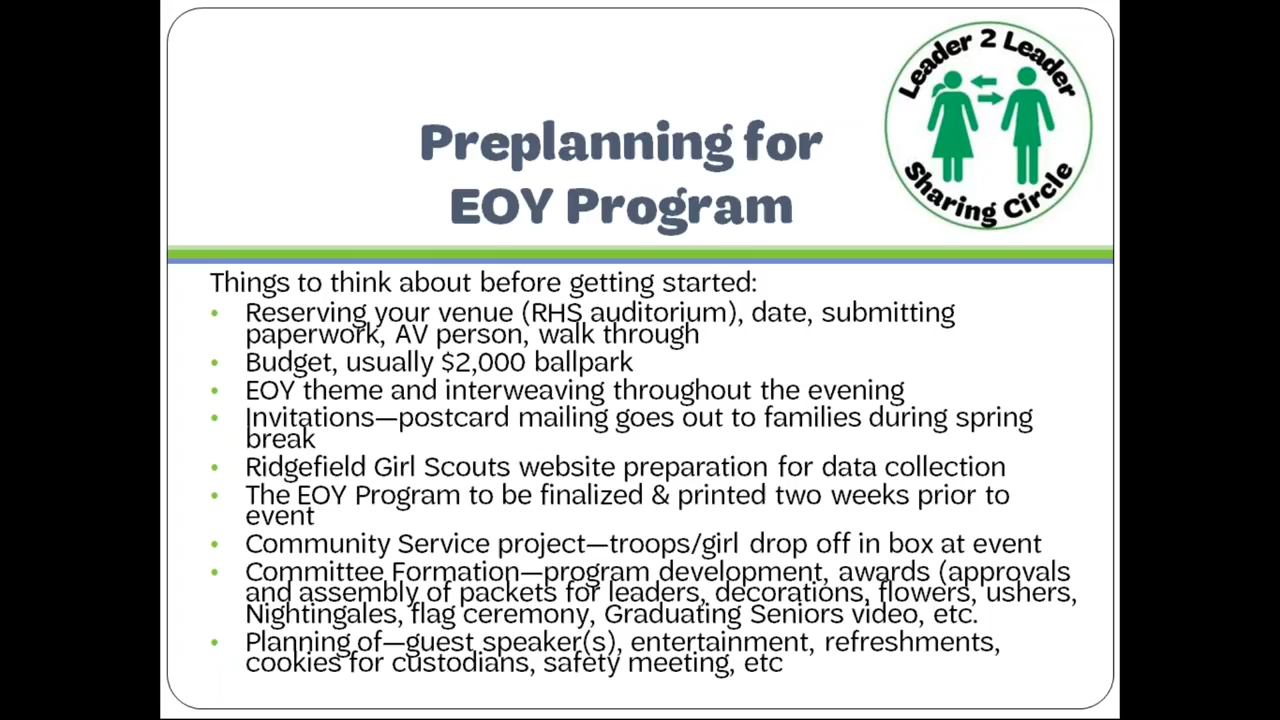 Leader 2 Leader
Sharing Circle
Preplanning for
EOY Program
Things to think about before getting started:
• Reserving your venue (RHS auditorium), date, submitting
paperwork, AV person, walk through
• Budget, usually $2,000 ballpark
• EOY theme and interweaving throughout the evening
• Invitations—postcard mailing goes out to families during spring
break
• Ridgefield Girl Scouts website preparation for data collection
• The EOY Program to be finalized & printed two weeks prior to
event
• Community Service project—troops/girl drop off in box at event
• Committee Formation—program development, awards (approvals
and assembly of packets for leaders, decorations, flowers, ushers,
Nightingales, flag ceremony, Graduating Seniors video, etc.
• Planning of—guest speaker(s), entertainment, refreshments,
cookies for custodians, safety meeting, etc